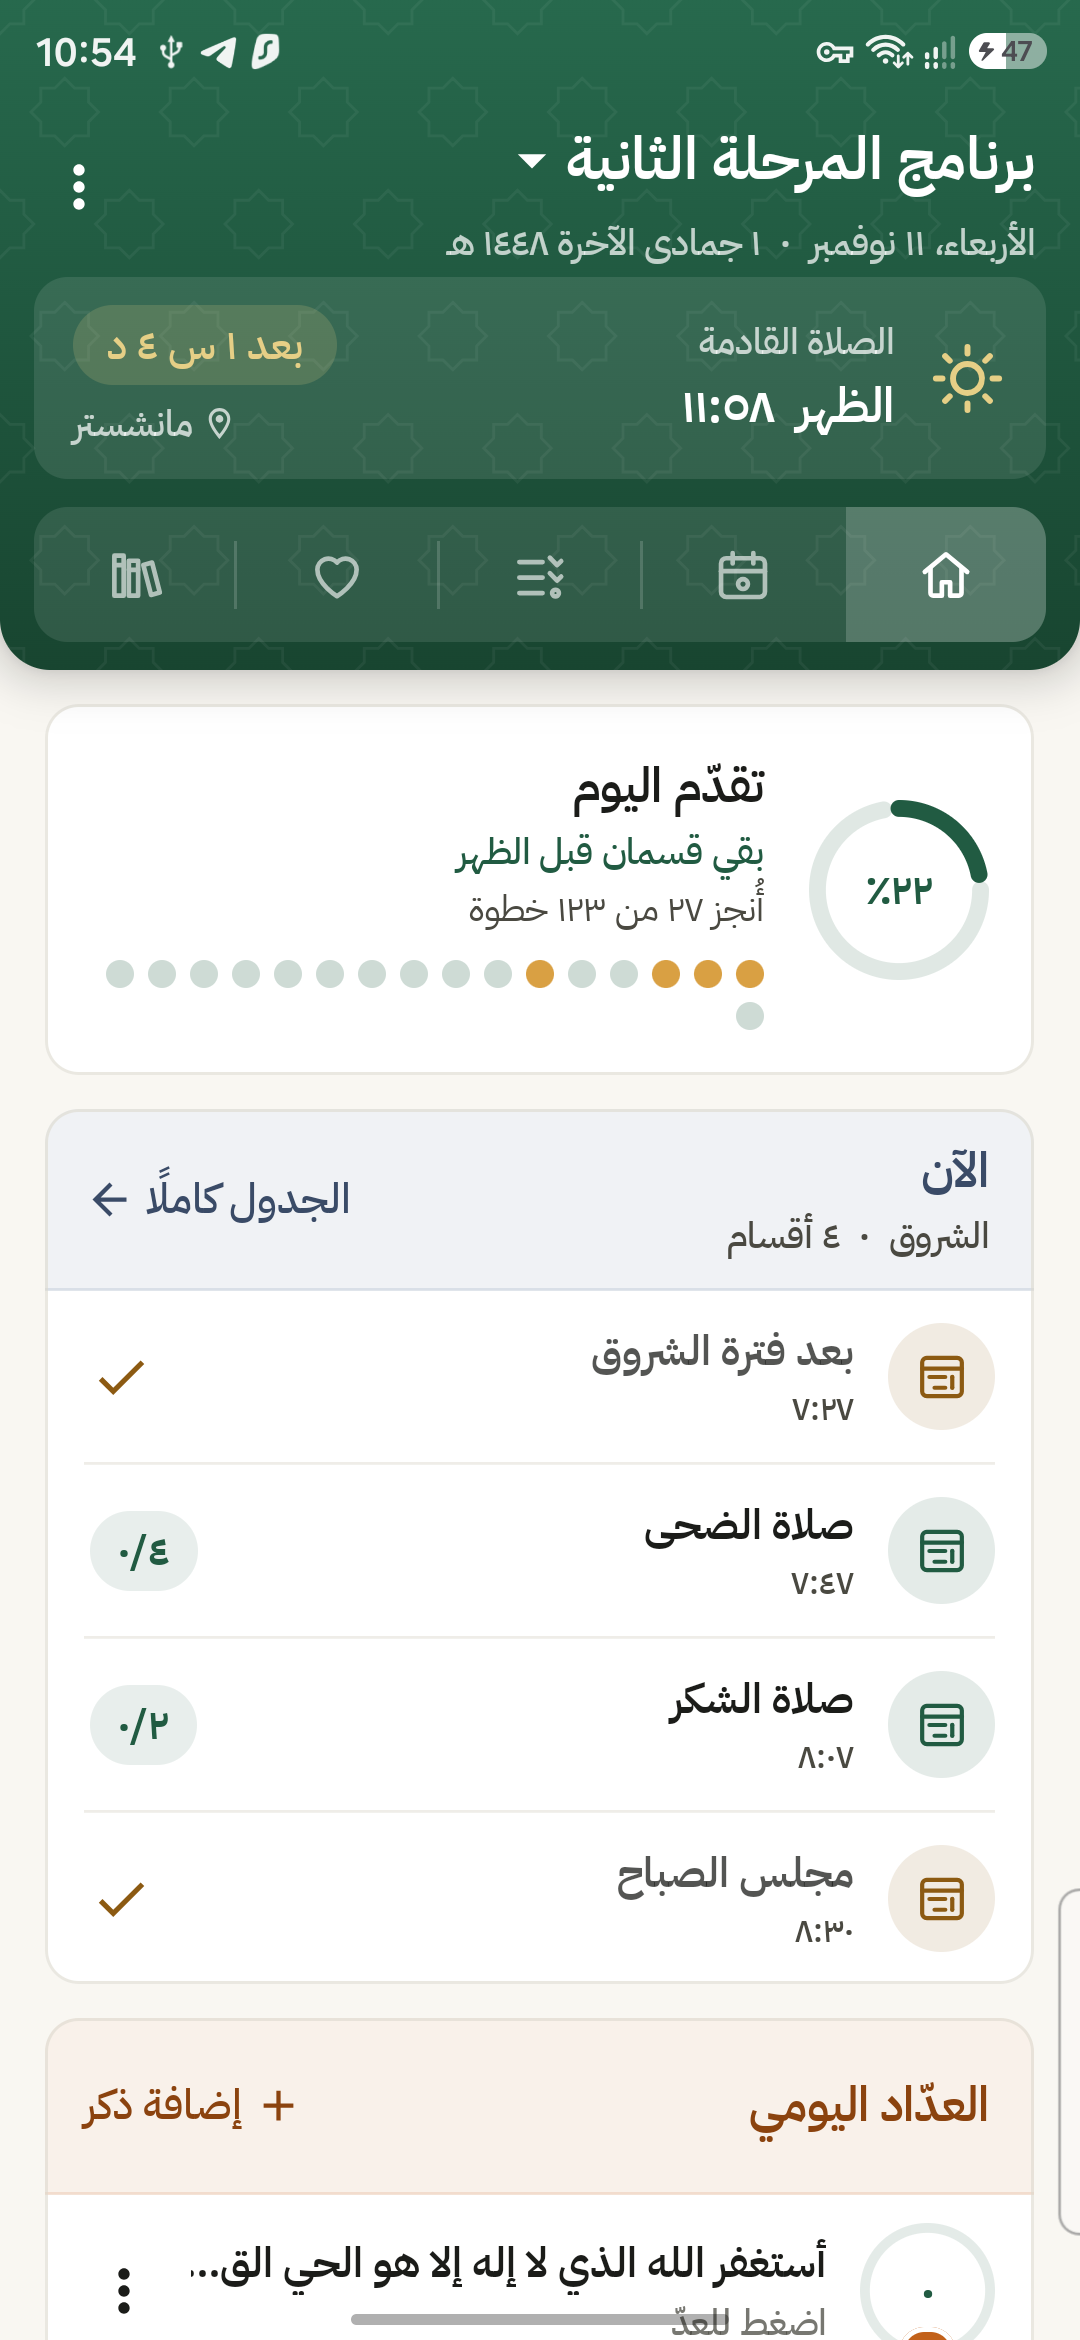 10:54
47
برنامج المرحلة الثانية
الأربعاء، ١١ نوفمبر · ١ جمادى الآخرة ١٤٤٨ هـ
الصلاة القادمة
بعد ١ س ٤ د
الظهر ١١:٥٨
مانشستر
تقدّم اليوم
بقي قسمان قبل الظهر
أُنجز ٢٧ من ١٢٣ خطوة
٪٢٢
الآن
الشروق · ٤ أقسام
الجدول كاملًا
بعد فترة الشروق
٧:٢٧
صلاة الضحى
٧:٤٧
٠/٤
صلاة الشكر
٨:٠٧
٠/٢
مجلس الصباح
٨:٣٠
العدّاد اليومي
إضافة ذكر
أستغفر الله الذي لا إله إلا هو الحي الق...
٠
اضغط للعدّ